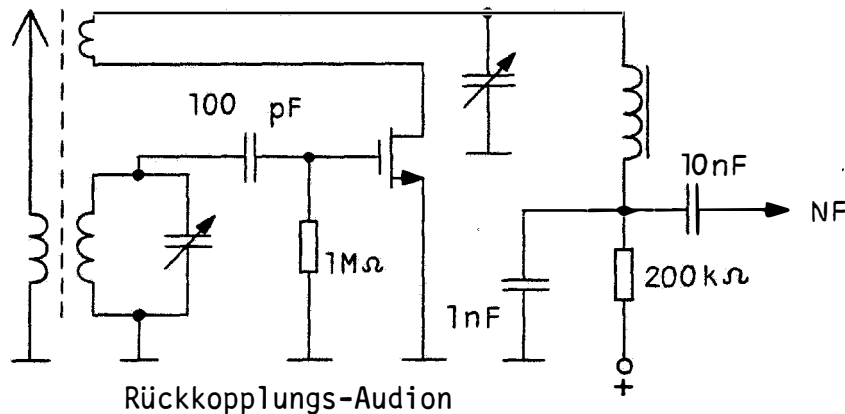 100 pF
10nF
NF
1MΩ
200kΩ
1nF
+
Rückkopplungs-Audion